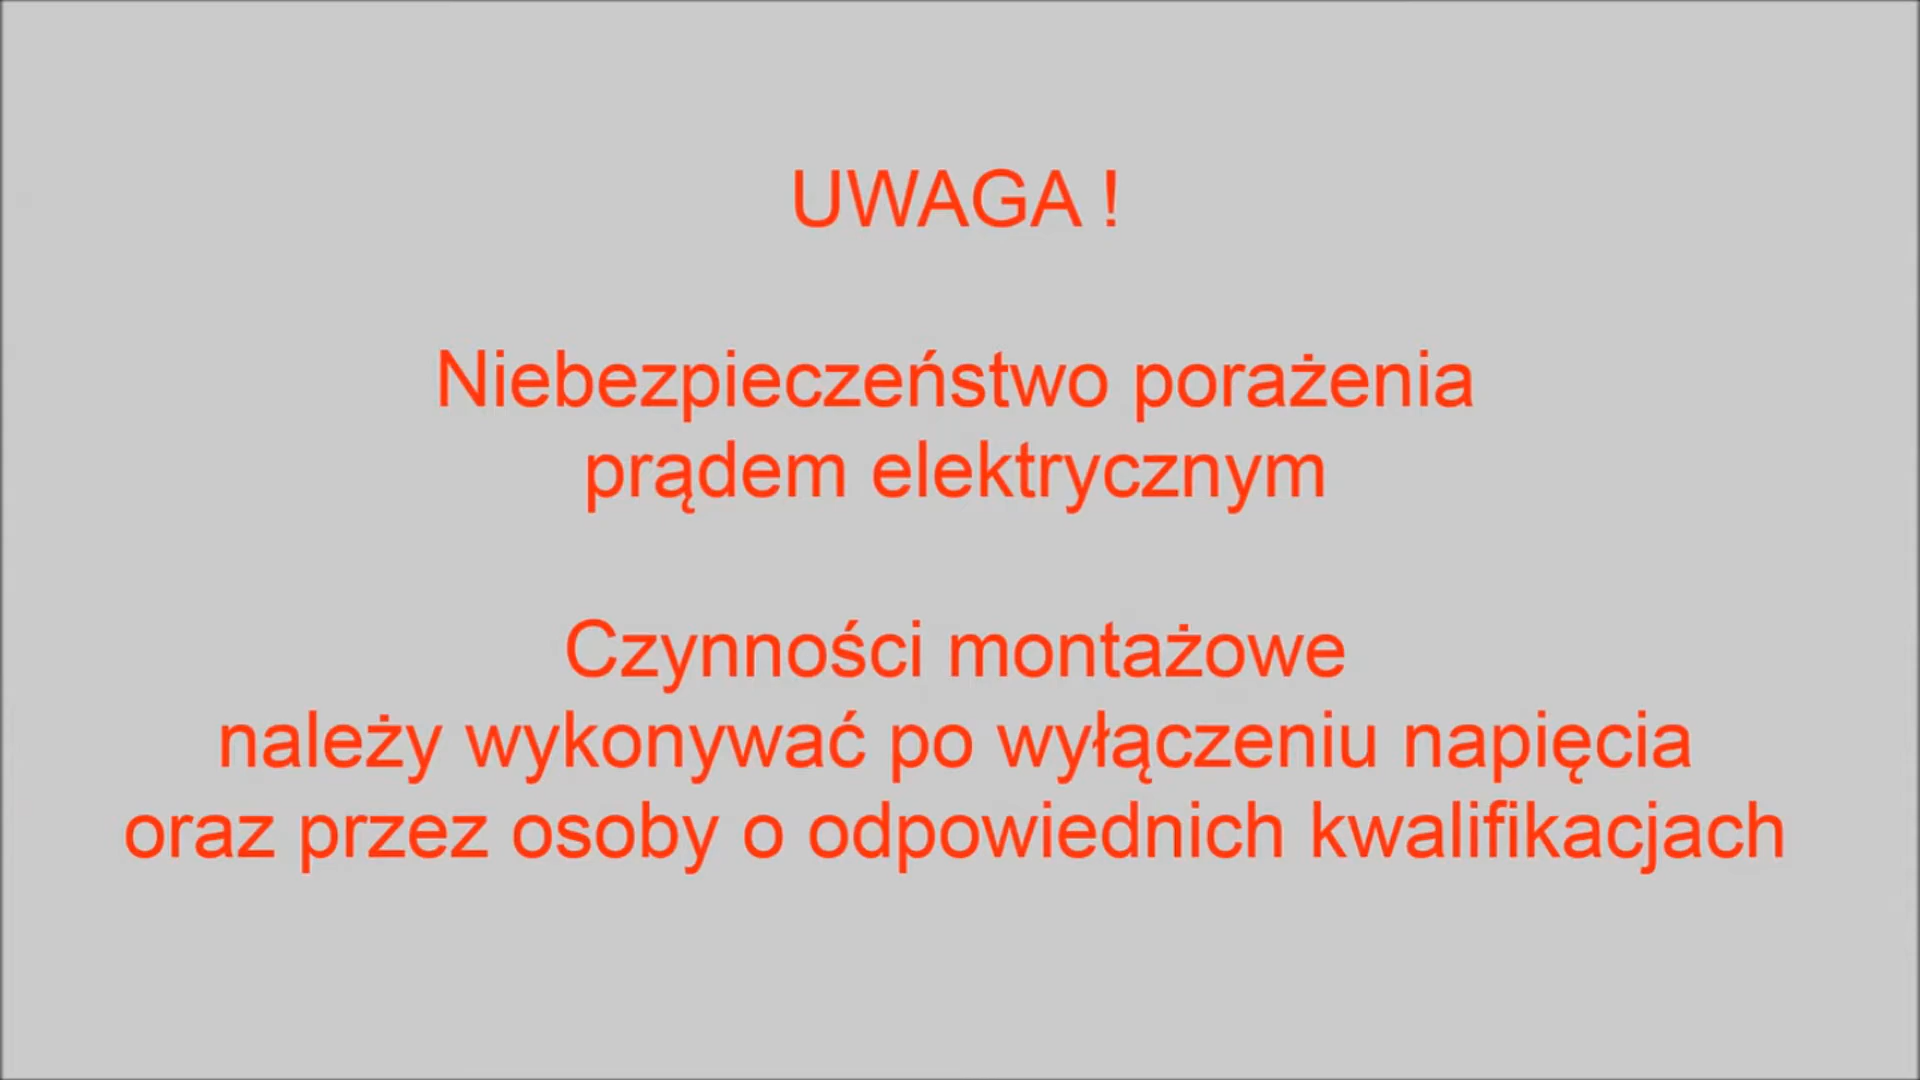 UWAGA !
Niebezpieczeństwo porażenia
prądem elektrycznym
Czynności montażowe
należy wykonywać po wyłączeniu napięcia
oraz przez osoby o odpowiednich kwalifikacjach